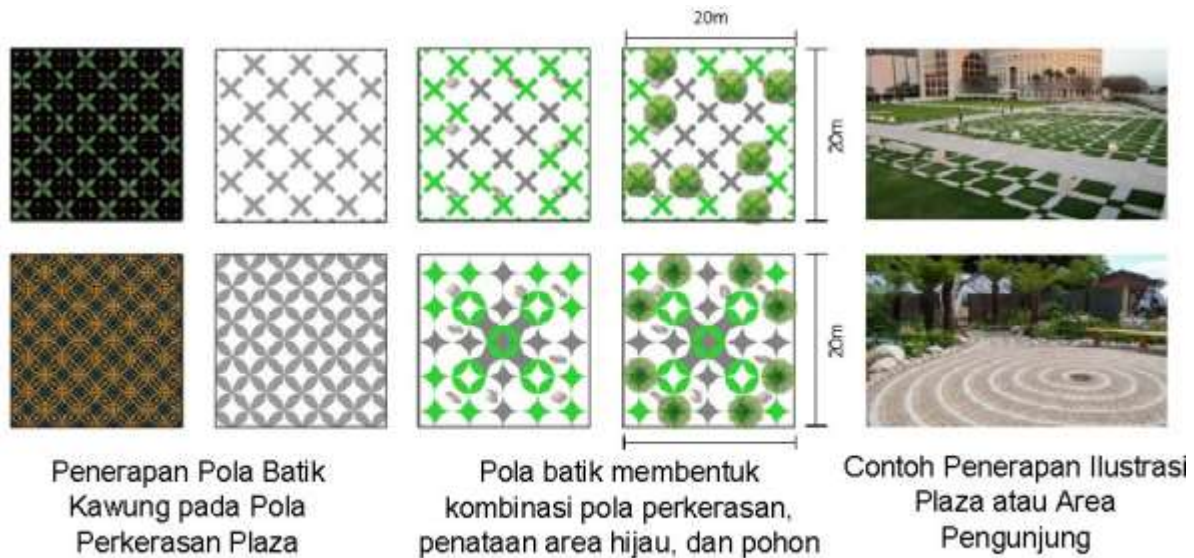 20m
20m
20m
Penerapan Pola Batik
Kawung pada Pola
Perkerasan Plaza
Pola batik membentuk
kombinasi pola perkerasan,
penataan area hijau, dan pohon
Contoh Penerapan Ilustrasi
Plaza atau Area
Pengunjung